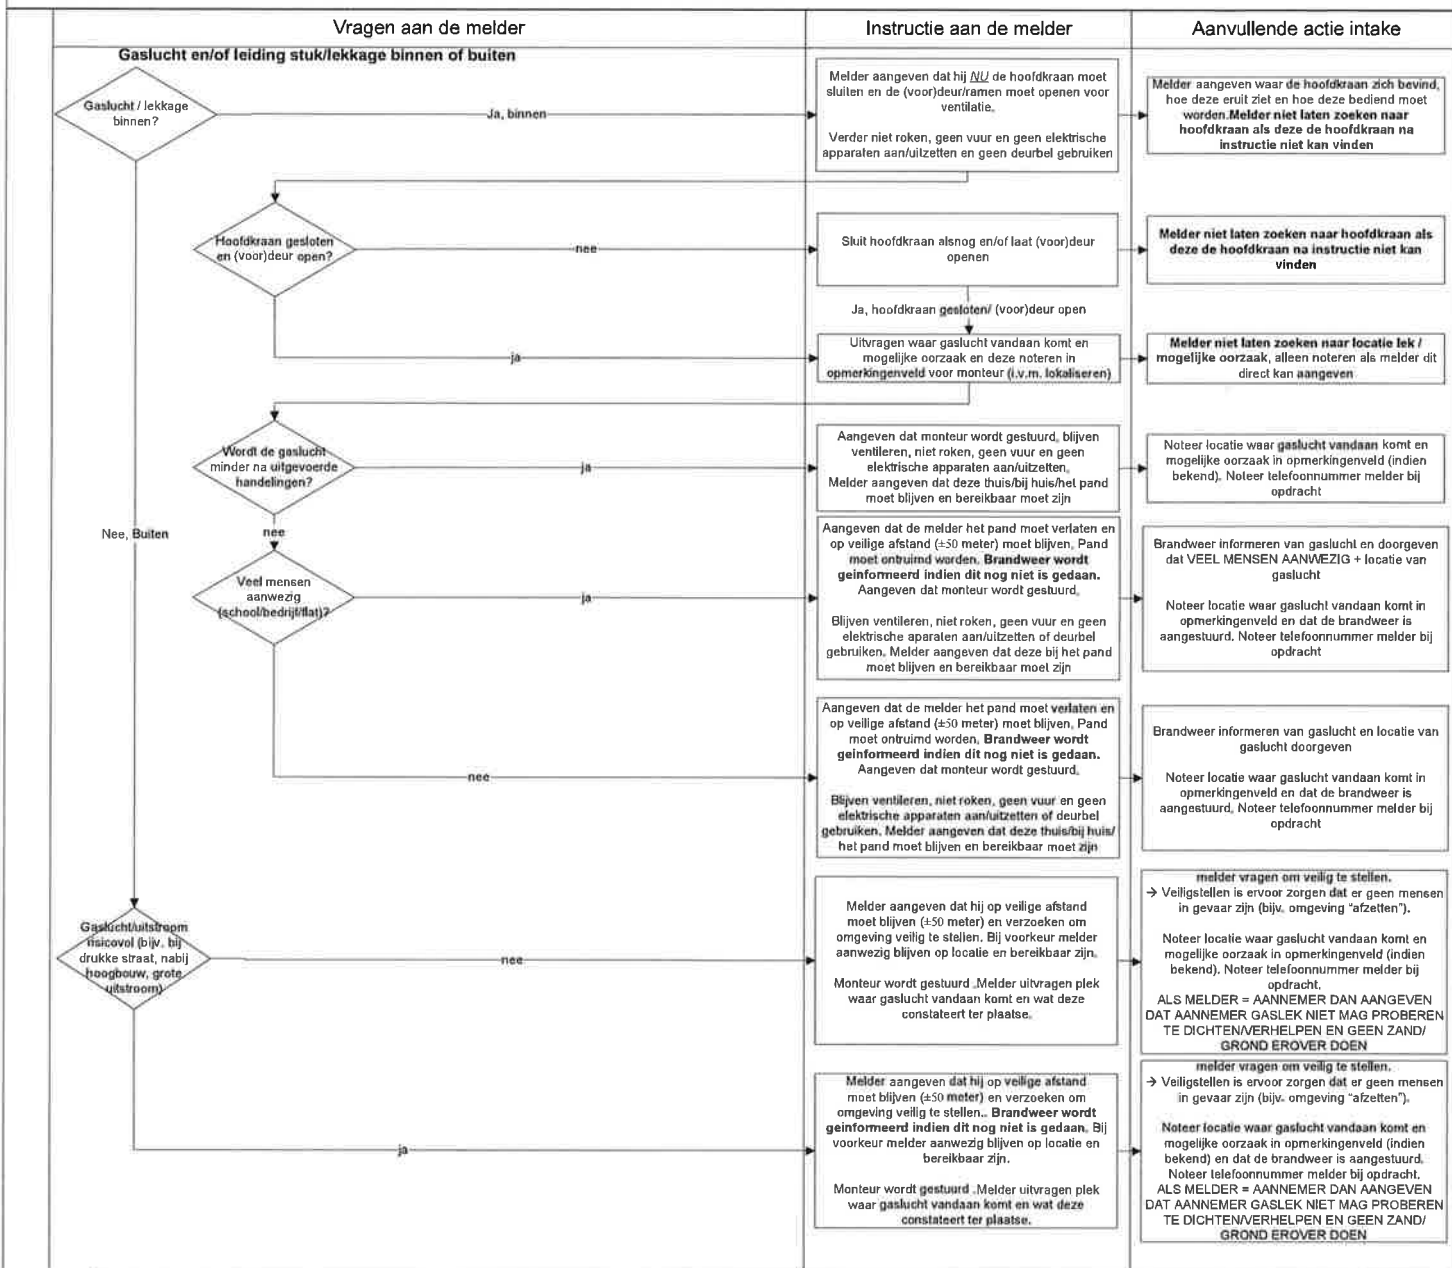 Vragen aan de melder
Instructie aan de melder
Aanvullende actie intake
Gaslucht en/of leiding stuk/lekkage binnen of buiten
Gaslucht / lekkage
binnen?
Ja, binnen
Melder aangeven dat hij NU de hoofdkraan moet
sluiten en de (voor)deur/ramen moet openen voor
ventilatie.
Verder niet roken, geen vuur en geen elektrische
apparaten aan/uitzetten en geen deurbel gebruiken
Melder aangeven waar de hoofdkraan zich bevind,
hoe deze eruit ziet en hoe deze bediend moet
worden.Melder niet laten zoeken naar
hoofdkraan als deze de hoofdkraan na
instructie niet kan vinden
Hoofdkraan gesloten
en (voor)deur open?
nee
Sluit hoofdkraan alsnog en/of laat (voor)deur
openen
Melder niet laten zoeken naar hoofdkraan als
deze de hoofdkraan na instructie niet kan
vinden
Ja, hoofdkraan gesloten/ (voor)deur open
ja
Uitvragen waar gaslucht vandaan komt en
mogelijke oorzaak en deze noteren in
opmerkingenveld voor monteur (i.v.m. lokaliseren)
Melder niet laten zoeken naar locatie lek /
mogelijke oorzaak, alleen noteren als melder dit
direct kan aangeven
Wordt de gaslucht
minder na uitgevoerde
handelingen?
ja
Aangeven dat monteur wordt gestuurd, blijven
ventileren, niet roken, geen vuur en geen
elektrische apparaten aan/uitzetten.
Melder aangeven dat deze thuis/bij huis/het pand
moet blijven en bereikbaar moet zijn
Noteer locatie waar gaslucht vandaan komt en
mogelijke oorzaak in opmerkingenveld (indien
bekend). Noteer telefoonnummer melder bij
opdracht
Nee, Buiten
nee
Veel mensen
aanwezig
(school/bedrijf/flat)?
ja
Aangeven dat de melder het pand moet verlaten en
op veilige afstand (±50 meter) moet blijven. Pand
moet ontruimd worden. Brandweer wordt
geinformeerd indien dit nog niet is gedaan.
Aangeven dat monteur wordt gestuurd.
Blijven ventileren, niet roken, geen vuur en geen
elektrische apparaten aan/uitzetten of deurbel
gebruiken. Melder aangeven dat deze bij het pand
moet blijven en bereikbaar moet zijn
Brandweer informeren van gaslucht en doorgeven
dat VEEL MENSEN AANWEZIG + locatie van
gaslucht
Noteer locatie waar gaslucht vandaan komt in
opmerkingenveld en dat de brandweer is
aangestuurd. Noteer telefoonnummer melder bij
opdracht
nee
Aangeven dat de melder het pand moet verlaten en
op veilige afstand (±50 meter) moet blijven. Pand
moet ontruimd worden. Brandweer wordt
geinformeerd indien dit nog niet is gedaan.
Aangeven dat monteur wordt gestuurd.
Blijven ventileren, niet roken, geen vuur en geen
elektrische apparaten aan/uitzetten of deurbel
gebruiken. Melder aangeven dat deze thuis/bij huis/
het pand moet blijven en bereikbaar moet zijn
Brandweer informeren van gaslucht en locatie van
gaslucht doorgeven
Noteer locatie waar gaslucht vandaan komt in
opmerkingenveld en dat de brandweer is
aangestuurd. Noteer telefoonnummer melder bij
opdracht
Gaslucht/uitstroom
risicovol (bijv. bij
drukke straat, nabij
hoogbouw, grote
uitstroom)
nee
Melder aangeven dat hij op veilige afstand
moet blijven (±50 meter) en verzoeken om
omgeving veilig te stellen. Bij voorkeur melder
aanwezig blijven op locatie en bereikbaar zijn.
Monteur wordt gestuurd .Melder uitvragen plek
waar gaslucht vandaan komt en wat deze
constateert ter plaatse.
melder vragen om veilig te stellen.
→ Veiligstellen is ervoor zorgen dat er geen mensen
in gevaar zijn (bijv. omgeving “afzetten”).
Noteer locatie waar gaslucht vandaan komt en
mogelijke oorzaak in opmerkingenveld (indien
bekend). Noteer telefoonnummer melder bij
opdracht.
ALS MELDER = AANNEMER DAN AANGEVEN
DAT AANNEMER GASLEK NIET MAG PROBEREN
TE DICHTEN/VERHELPEN EN GEEN ZAND/
GROND EROVER DOEN
ja
Melder aangeven dat hij op veilige afstand
moet blijven (±50 meter) en verzoeken om
omgeving veilig te stellen.. Brandweer wordt
geinformeerd indien dit nog niet is gedaan. Bij
voorkeur melder aanwezig blijven op locatie en
bereikbaar zijn.
Monteur wordt gestuurd .Melder uitvragen plek
waar gaslucht vandaan komt en wat deze
constateert ter plaatse.
melder vragen om veilig te stellen.
→ Veiligstellen is ervoor zorgen dat er geen mensen
in gevaar zijn (bijv. omgeving “afzetten”).
Noteer locatie waar gaslucht vandaan komt en
mogelijke oorzaak in opmerkingenveld (indien
bekend) en dat de brandweer is aangestuurd.
Noteer telefoonnummer melder bij opdracht.
ALS MELDER = AANNEMER DAN AANGEVEN
DAT AANNEMER GASLEK NIET MAG PROBEREN
TE DICHTEN/VERHELPEN EN GEEN ZAND/
GROND EROVER DOEN